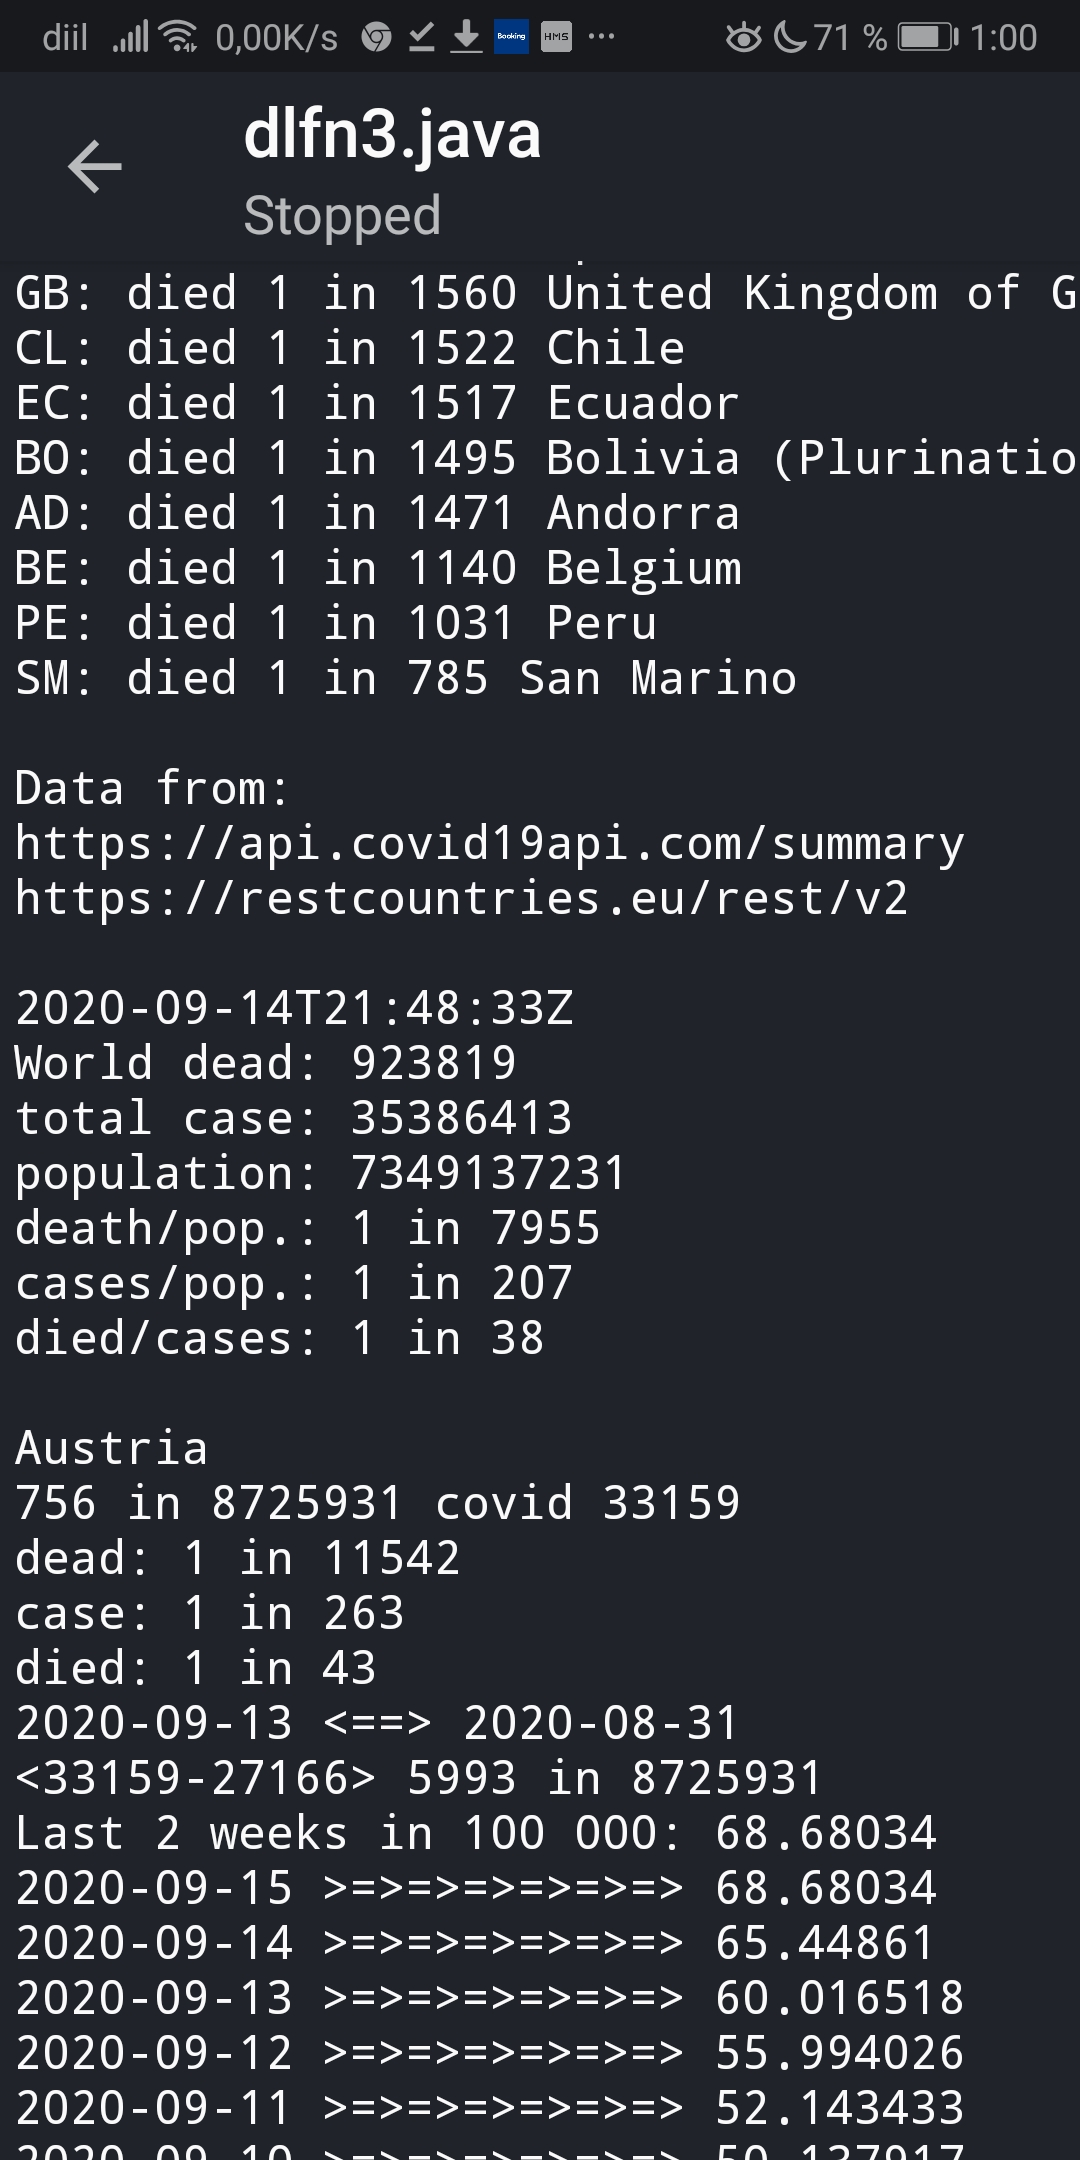 diil 0,00K/s Booking HMS ... 71 % 1:00
dlfn3.java
Stopped
GB: died 1 in 1560 United Kingdom of G
CL: died 1 in 1522 Chile
EC: died 1 in 1517 Ecuador
BO: died 1 in 1495 Bolivia (Plurinatio
AD: died 1 in 1471 Andorra
BE: died 1 in 1140 Belgium
PE: died 1 in 1031 Peru
SM: died 1 in 785 San Marino
Data from:
https://api.covid19api.com/summary
https://restcountries.eu/rest/v2
2020-09-14T21:48:33Z
World dead: 923819
total case: 35386413
population: 7349137231
death/pop.: 1 in 7955
cases/pop.: 1 in 207
died/cases: 1 in 38
Austria
756 in 8725931 covid 33159
dead: 1 in 11542
case: 1 in 263
died: 1 in 43
2020-09-13 <==> 2020-08-31
<33159-27166> 5993 in 8725931
Last 2 weeks in 100 000: 68.68034
2020-09-15 >=>=>=>=>=>=> 68.68034
2020-09-14 >=>=>=>=>=>=> 65.44861
2020-09-13 >=>=>=>=>=>=> 60.016518
2020-09-12 >=>=>=>=>=>=> 55.994026
2020-09-11 >=>=>=>=>=>=> 52.143433
2020-09-10 >=>=>=>=>=>=> 50.137917